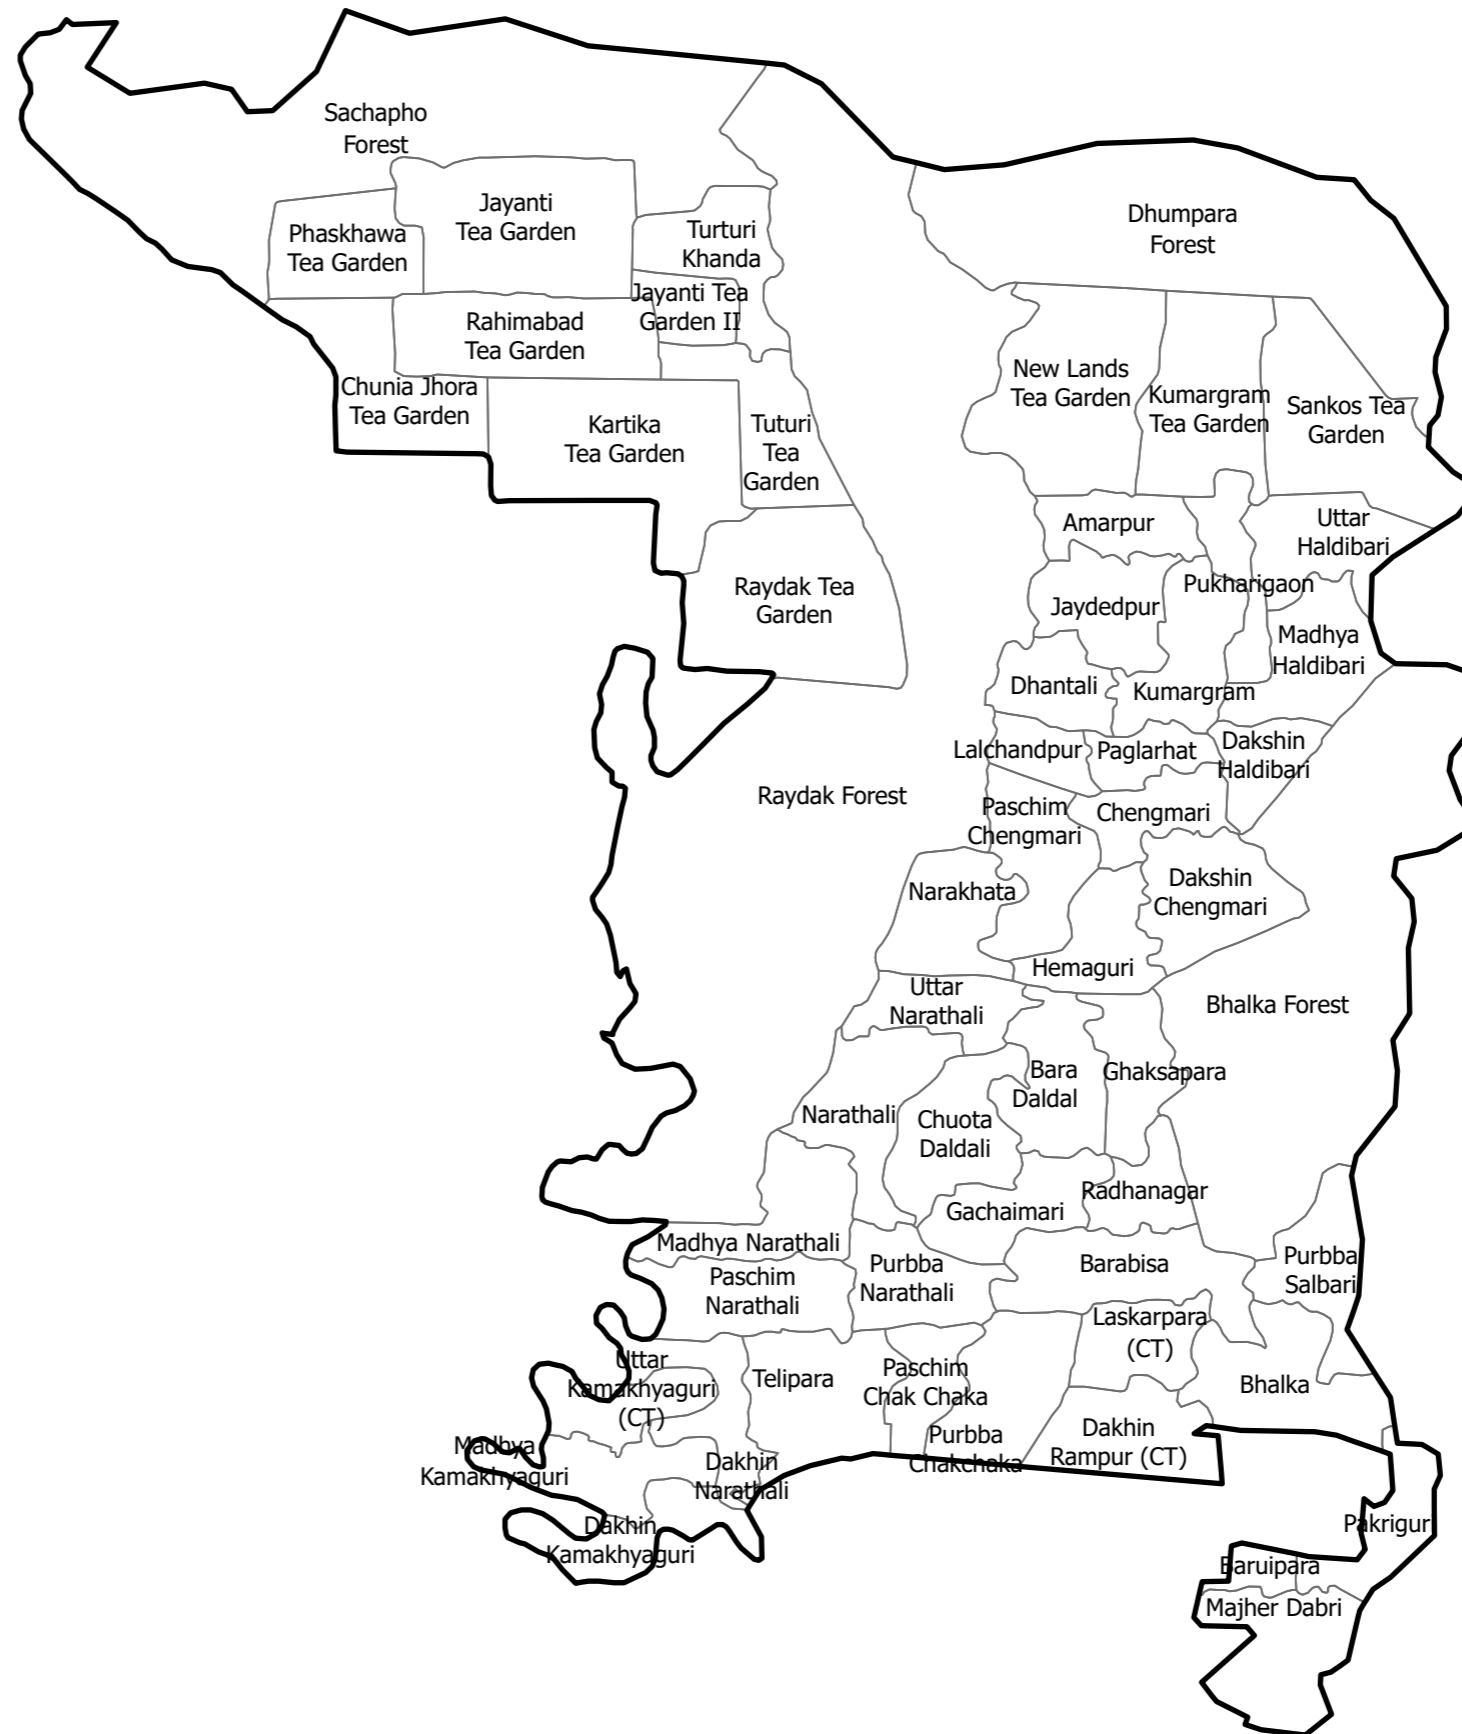 Sachapho
Forest
Jayanti
Tea Garden
Phaskhawa
Tea Garden
Turturi
Khanda
Dhumpara
Forest
Jayanti Tea
Garden II
Rahimabad
Tea Garden
New Lands
Tea Garden
Kumargram
Tea Garden
Sankos Tea
Garden
Chunia Jhora
Tea Garden
Kartika
Tea Garden
Tuturi
Tea
Garden
Amarpur
Uttar
Haldibari
Raydak Tea
Garden
Jaydedpur
Pukharigaon
Madhya
Haldibari
Dhantali
Kumargram
Lalchandpur
Paglarhat
Dakshin
Haldibari
Raydak Forest
Paschim
Chengmari
Chengmari
Narakhata
Dakshin
Chengmari
Hemaguri
Uttar
Narathali
Bhalka Forest
Bara
Daldal
Ghaksapara
Narathali
Chuota
Daldali
Radhanagar
Gachaimari
Madhya Narathali
Paschim
Narathali
Purbba
Narathali
Barabisa
Purbba
Salbari
Laskarpara
(CT)
Uttar
Kamakhyaguri
(CT)
Telipara
Paschim
Chak Chaka
Bhalka
Purbba
Chakchaka
Dakhin
Rampur (CT)
Madhya
Kamakhyaguri
Dakhin
Narathali
Dakhin
Kamakhyaguri
Pakriguri
Baruipara
Majher Dabri